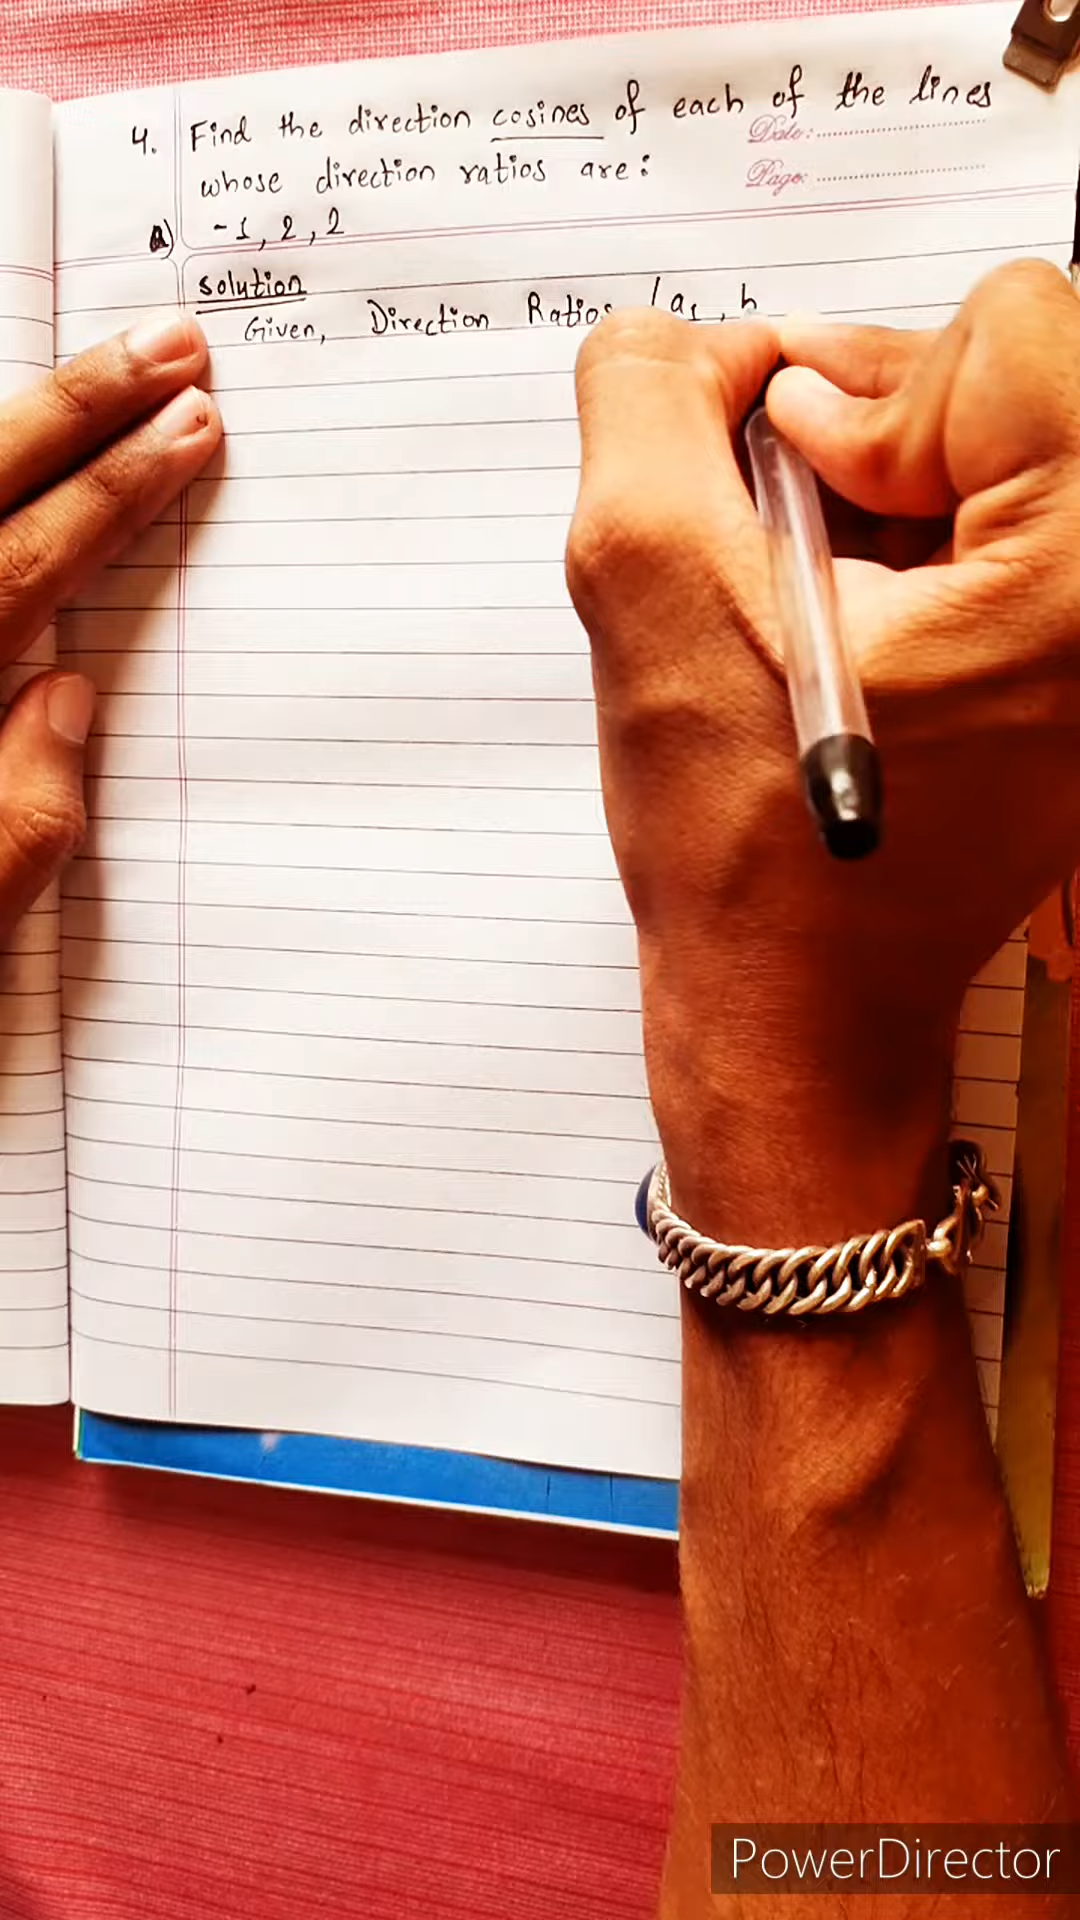 4. Find the direction cosines of each of the lines
Date:
whose direction ratios are:
Page:
a) -1, 2, 2
Solution
Given, Direction Ratios (a₁, b
PowerDirector